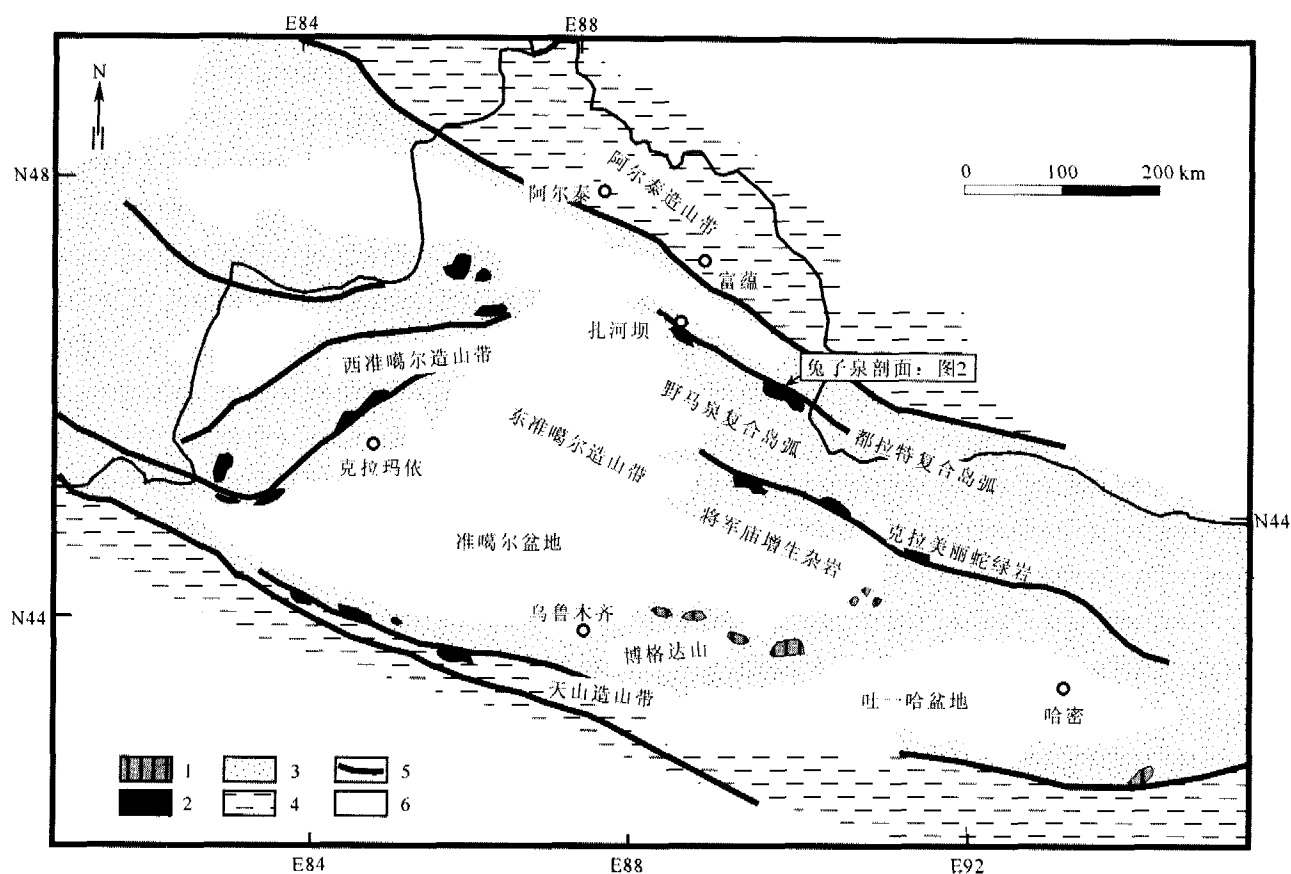 E84
E88
N
N48
0 100 200 km
阿尔泰造山带
阿尔泰
富蕴
扎河坝
西准噶尔造山带
兔子泉剖面：图2
野马泉复合岛弧
都拉特复合岛弧
东准噶尔造山带
克拉玛依
N44
将军庙增生杂岩
克拉美丽蛇绿岩
准噶尔盆地
N44
乌鲁木齐
博格达山
天山造山带
吐一哈盆地
哈密
1 3 5
2 4 6
E84
E88
E92